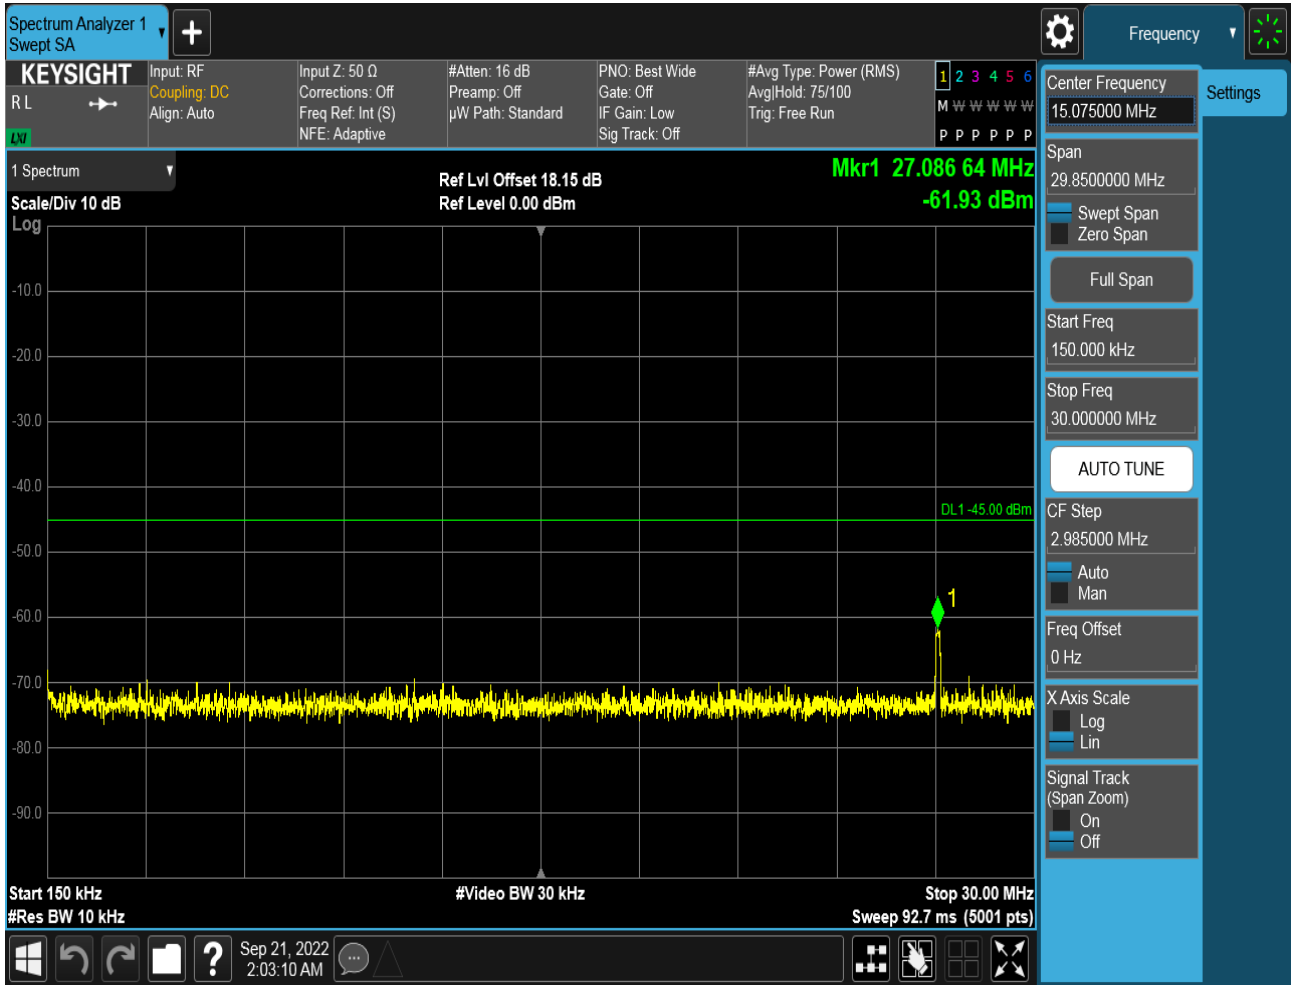 Spectrum Analyzer 1
Swept SA
Frequency
KEYSIGHT
R L
LXI
Input: RF
Coupling: DC
Align: Auto
Input Z: 50 Ω
Corrections: Off
Freq Ref: Int (S)
NFE: Adaptive
#Atten: 16 dB
Preamp: Off
µW Path: Standard
PNO: Best Wide
Gate: Off
IF Gain: Low
Sig Track: Off
#Avg Type: Power (RMS)
Avg|Hold: 75/100
Trig: Free Run
1 2 3 4 5 6
M W W W W W
P P P P P P
1 Spectrum
Scale/Div 10 dB
Log
Ref Lvl Offset 18.15 dB
Ref Level 0.00 dBm
Mkr1 27.086 64 MHz
-61.93 dBm
-10.0
-20.0
-30.0
-40.0
DL1 -45.00 dBm
-50.0
1
-60.0
-70.0
-80.0
-90.0
Start 150 kHz
#Res BW 10 kHz
#Video BW 30 kHz
Stop 30.00 MHz
Sweep 92.7 ms (5001 pts)
Center Frequency
15.075000 MHz
Settings
Span
29.8500000 MHz
Swept Span
Zero Span
Full Span
Start Freq
150.000 kHz
Stop Freq
30.000000 MHz
AUTO TUNE
CF Step
2.985000 MHz
Auto
Man
Freq Offset
0 Hz
X Axis Scale
Log
Lin
Signal Track
(Span Zoom)
On
Off
?
Sep 21, 2022
2:03:10 AM